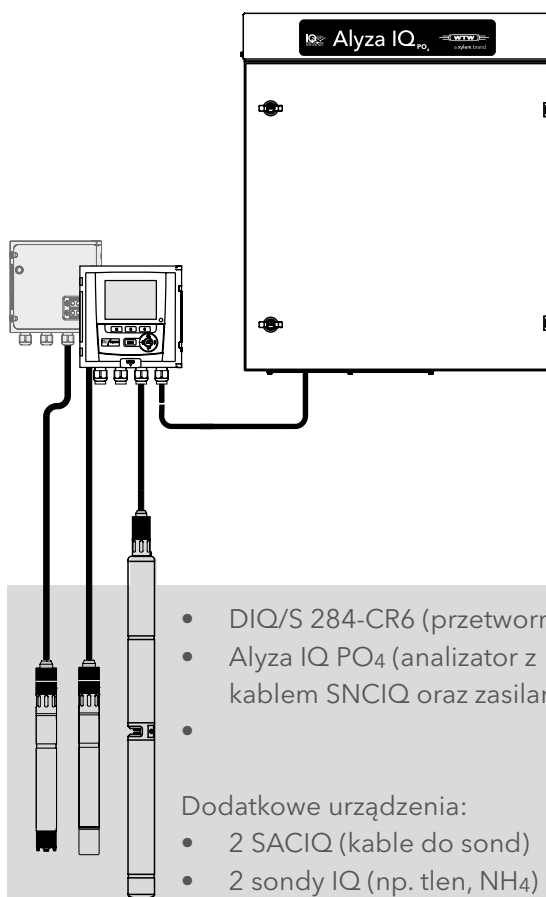 IQ Alyza IQ PO4 WTW
a xylem brand
• DIQ/S 284-CR6 (przetworn
• Alyza IQ PO4 (analizator z
kablem SNCIQ oraz zasilan
•
Dodatkowe urządzenia:
• 2 SACIQ (kable do sond)
• 2 sondy IQ (np. tlen, NH4)